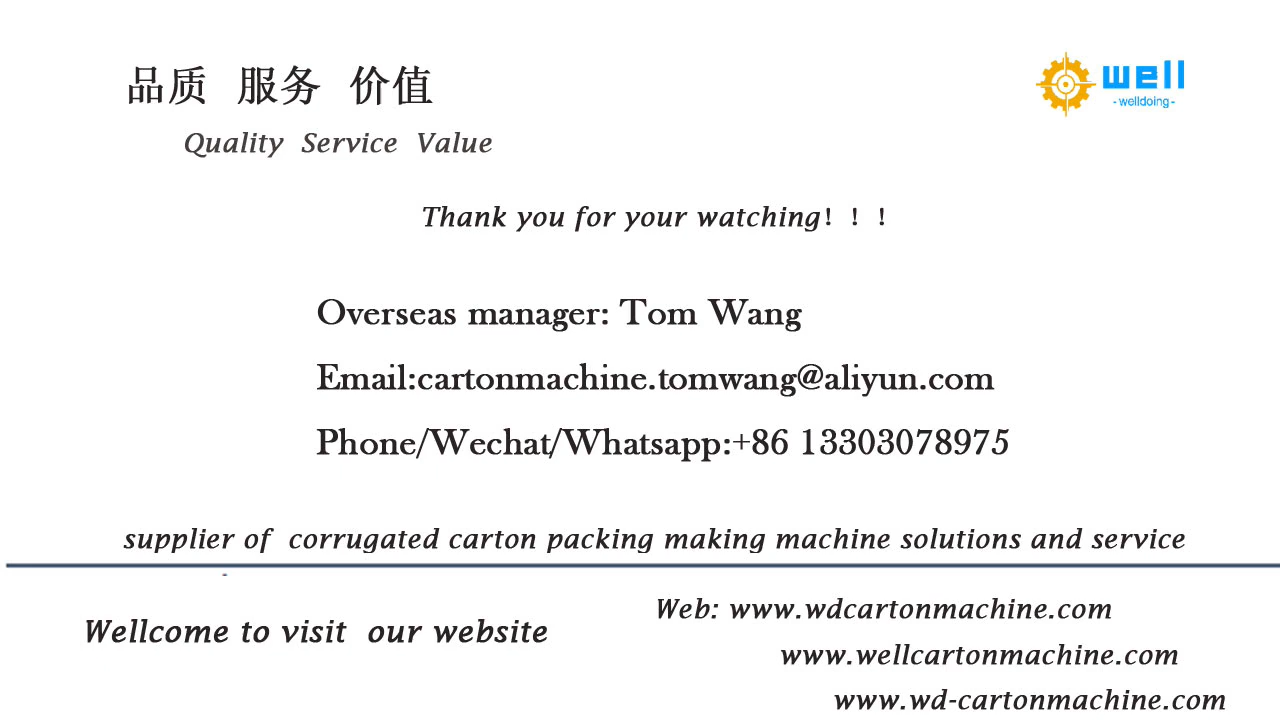 品质 服务 价值
well
-welldoing-
Quality Service Value
Thank you for your watching！！！
Overseas manager: Tom Wang
Email:cartonmachine.tomwang@aliyun.com
Phone/Wechat/Whatsapp:+86 13303078975
supplier of corrugated carton packing making machine solutions and service
Wellcome to visit our website
Web: www.wdcartonmachine.com
www.wellcartonmachine.com
www.wd-cartonmachine.com